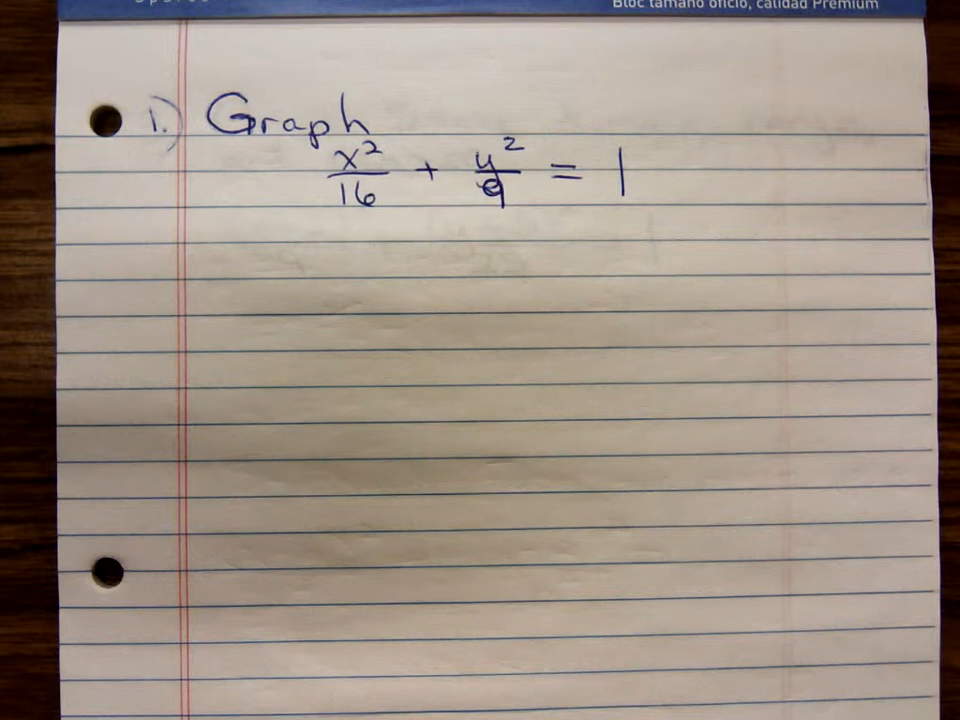 Bloc tamaño oficio, calidad Premium
1.) Graph
x²/16 + y²/9 = 1